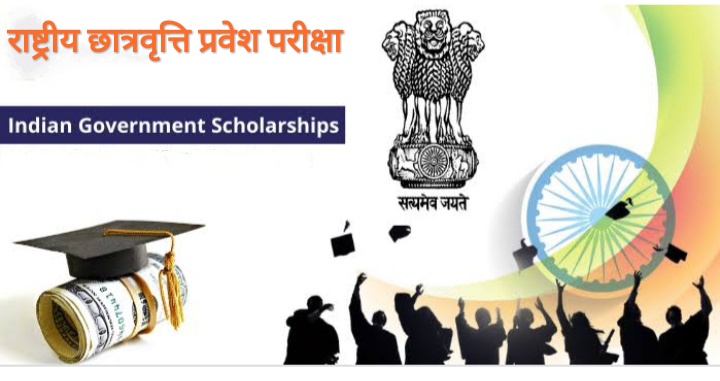 राष्ट्रीय छात्रवृत्ति प्रवेश परीक्षा
Indian Government Scholarships
सत्यमेव जयते